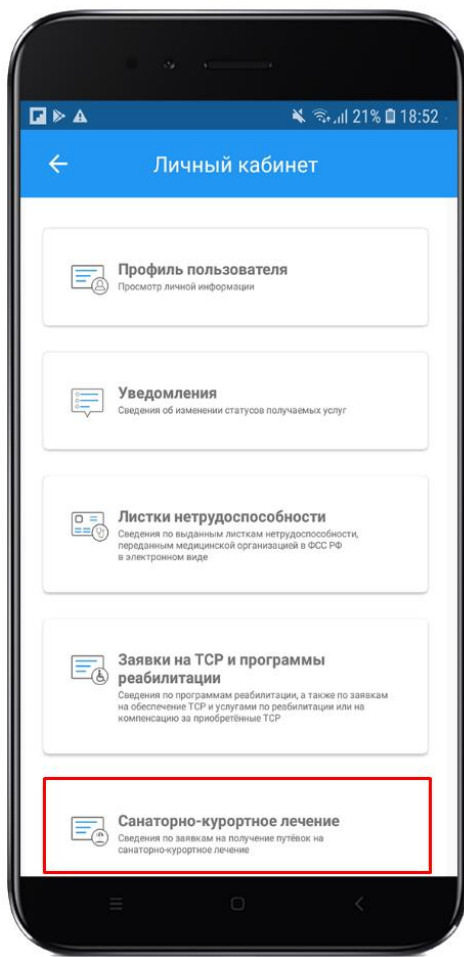 21% 18:52
Личный кабинет
Профиль пользователя
Просмотр личной информации
Уведомления
Сведения об изменении статусов получаемых услуг
Листки нетрудоспособности
Сведения по выданным листкам нетрудоспособности,
переданным медицинской организацией в ФСС РФ
в электронном виде
Заявки на ТСР и программы
реабилитации
Сведения по программам реабилитации, а также по заявкам
на обеспечение ТСР и услугами по реабилитации или на
компенсацию за приобретённые ТСР
Санаторно-курортное лечение
Сведения по заявкам на получение путёвок на
санаторно-курортное лечение